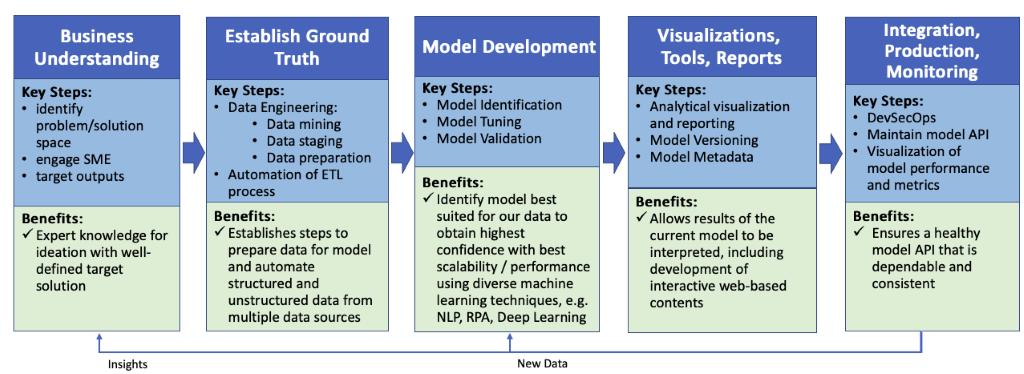 Business
Understanding
Key Steps:
• identify
problem/solution
space
• engage SME
• target outputs
Benefits:
✓ Expert knowledge for
ideation with well-
defined target
solution
Establish Ground
Truth
Key Steps:
• Data Engineering:
• Data mining
• Data staging
• Data preparation
• Automation of ETL
process
Benefits:
✓ Establishes steps to
prepare data for model
and automate
structured and
unstructured data from
multiple data sources
Model Development
Key Steps:
• Model Identification
• Model Tuning
• Model Validation
Benefits:
✓ Identify model best
suited for our data to
obtain highest
confidence with best
scalability / performance
using diverse machine
learning techniques, e.g.
NLP, RPA, Deep Learning
Visualizations,
Tools, Reports
Key Steps:
• Analytical visualization
and reporting
• Model Versioning
• Model Metadata
Benefits:
✓ Allows results of the
current model to be
interpreted, including
development of
interactive web-based
contents
Integration,
Production,
Monitoring
Key Steps:
• DevSecOps
• Maintain model API
• Visualization of
model performance
and metrics
Benefits:
✓ Ensures a healthy
model API that is
dependable and
consistent
Insights
New Data